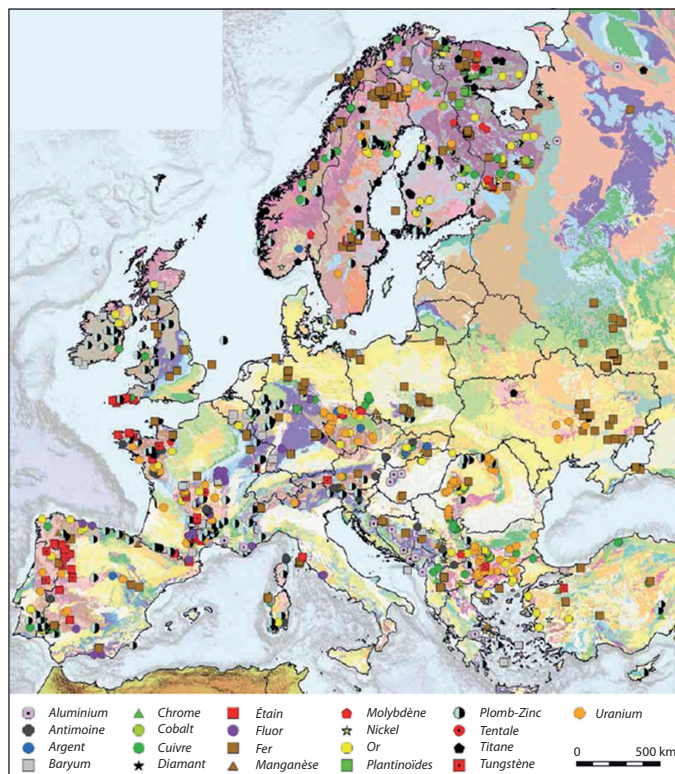 Aluminium Chrome Étain Molybdène Plomb-Zinc Uranium
Antimoine Cobalt Fluor Nickel Tentale
Argent Cuivre Fer Or Titane
Baryum Diamant Manganèse Plantinoïdes Tungstène 0 500 km